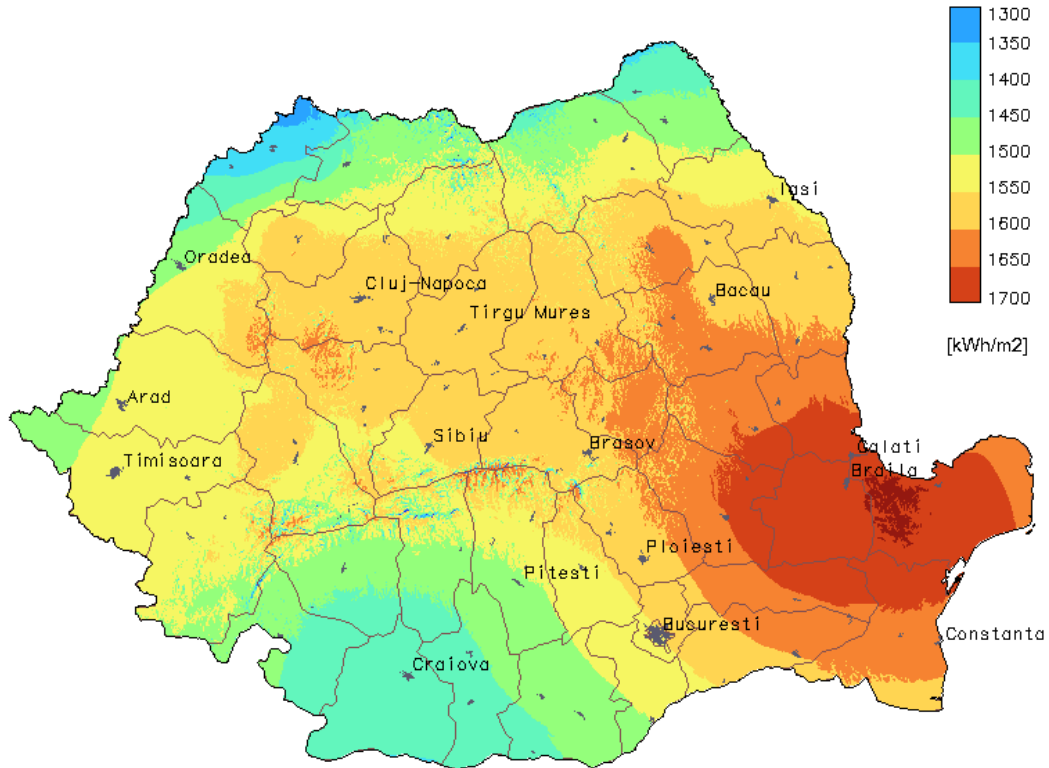 1300
1350
1400
1450
1500
1550
1600
1650
1700
[kWh/m2]
Iasi
Oradea
Cluj-Napoca
Bacau
Tirgu Mures
Arad
Sibiu
Brasov
Galati
Timisoara
Braila
Ploiesti
Pitesti
Bucuresti
Constanta
Craiova